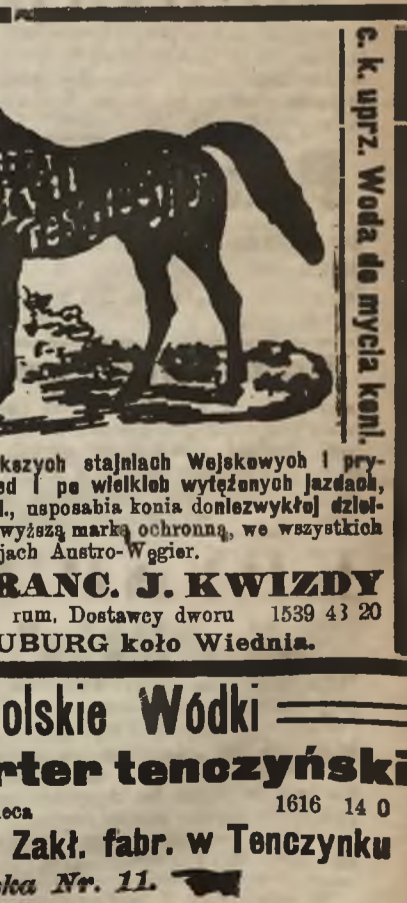 c. k. uprz. Woda do mycia koni.
kszych stajniach Wojskowych i pry-
ed i po wielkich wytężonych jazdach,
l., usposabia konia doniezwykłej dziel-
wyższą marką ochronną, we wszystkich
jach Austro-Węgier.
RANC. J. KWIZDY
rum, Dostawcy dworu 1539 43 20
UBURG koło Wiednia.
olskie Wódki
rter tenczyński
leca 1616 14 0
Zakł. fabr. w Tenczynku
ska Nr. 11.